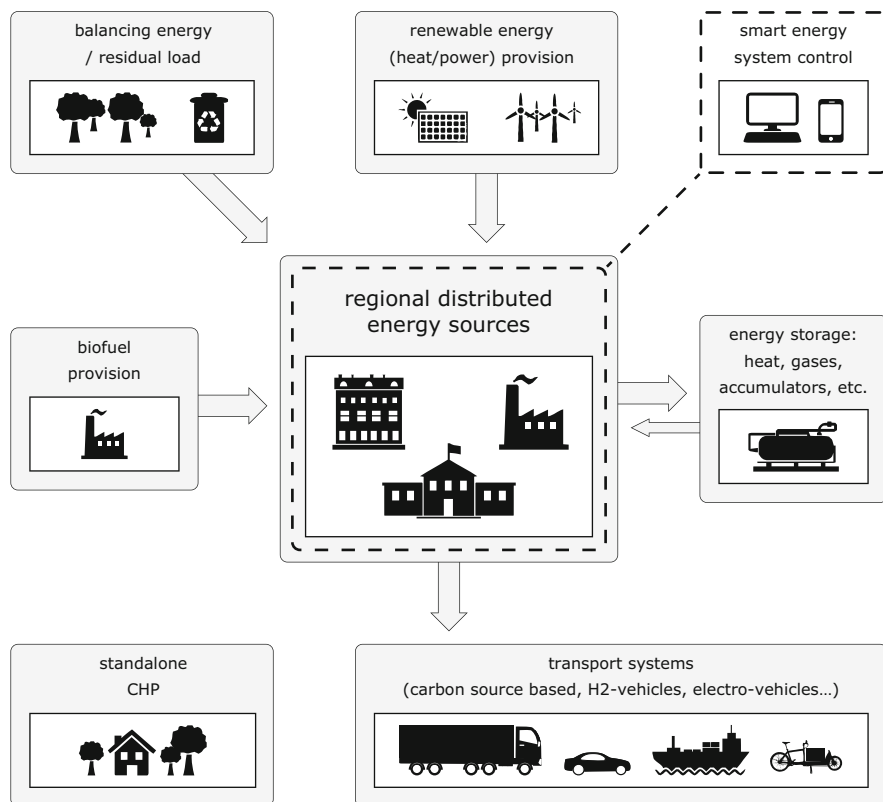 balancing energy
/ residual load
renewable energy
(heat/power) provision
smart energy
system control
regional distributed
energy sources
biofuel
provision
energy storage:
heat, gases,
accumulators, etc.
standalone
CHP
transport systems
(carbon source based, H2-vehicles, electro-vehicles...)